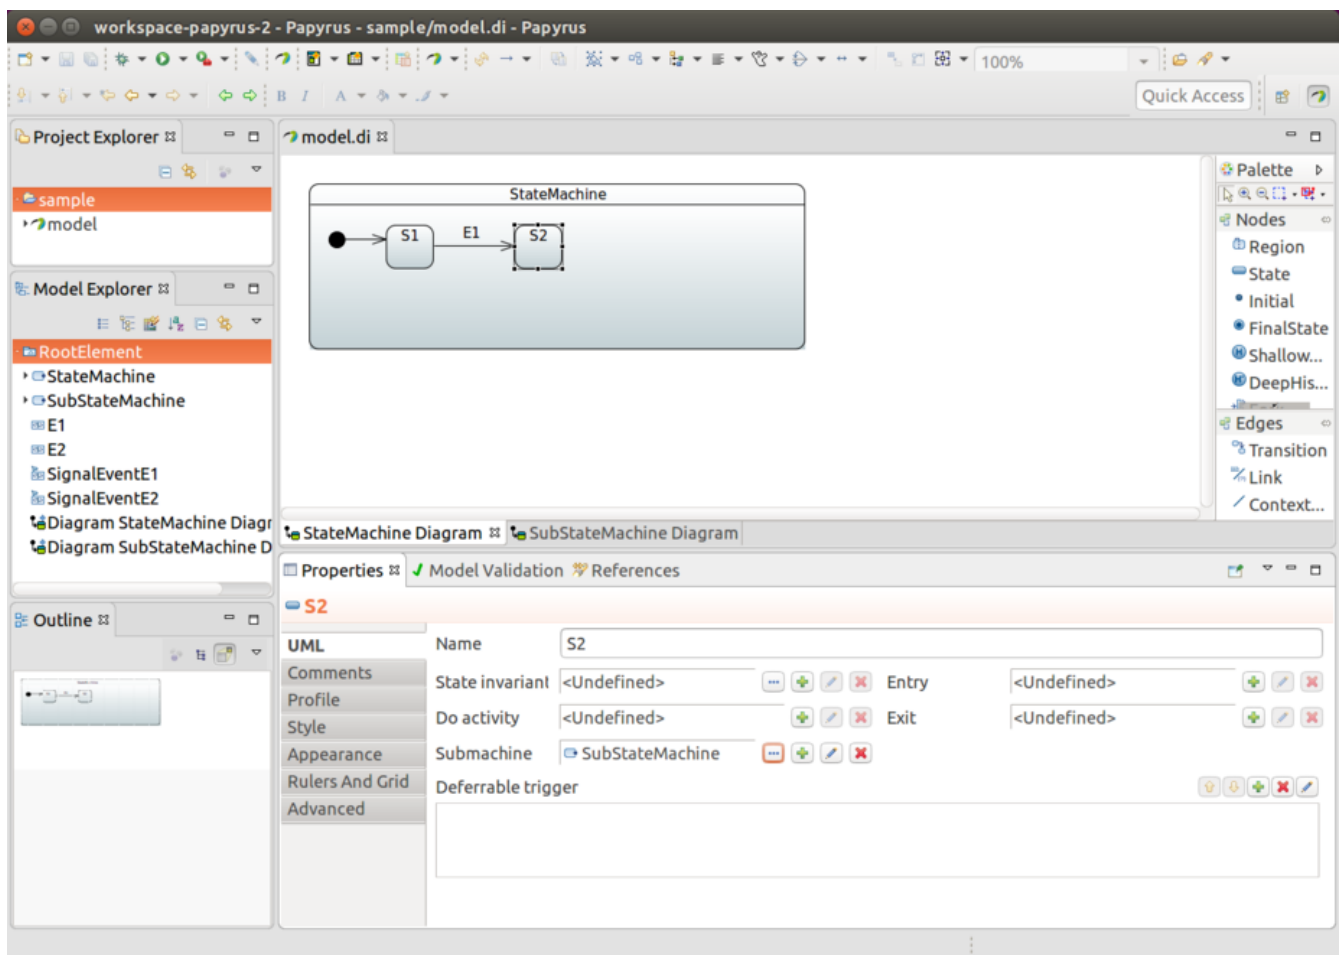 workspace-papyrus-2 - Papyrus - sample/model.di - Papyrus
100%
B I A
Quick Access
Project Explorer
sample
model
Model Explorer
RootElement
StateMachine
SubStateMachine
E1
E2
SignalEventE1
SignalEventE2
Diagram StateMachine Diagr
Diagram SubStateMachine D
Outline
model.di
StateMachine
S1
E1
S2
Palette
Nodes
Region
State
Initial
FinalState
Shallow...
DeepHis...
Edges
Transition
Link
Context...
StateMachine Diagram
SubStateMachine Diagram
Properties
Model Validation
References
S2
UML
Comments
Profile
Style
Appearance
Rulers And Grid
Advanced
Name S2
State invariant <Undefined> Entry <Undefined>
Do activity <Undefined> Exit <Undefined>
Submachine SubStateMachine
Deferrable trigger